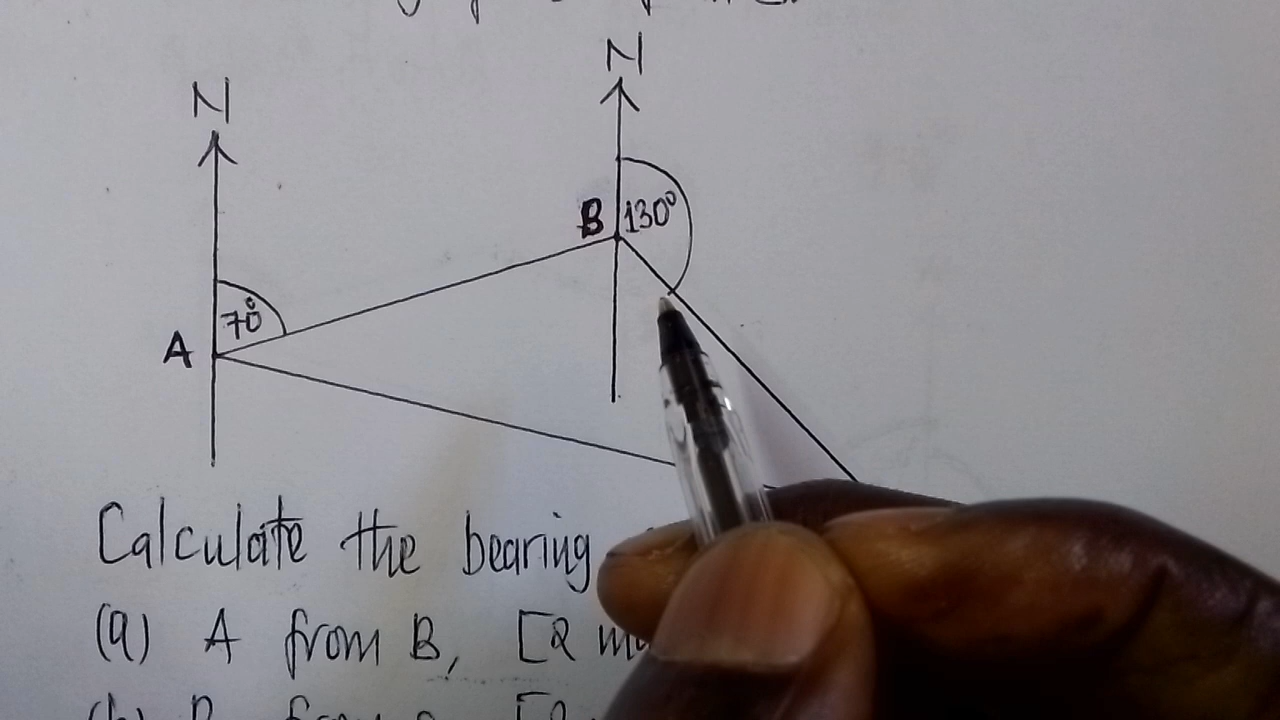 N
N
B 130°
70°
A
Calculate the bearing
(a) A from B, [2
(b)